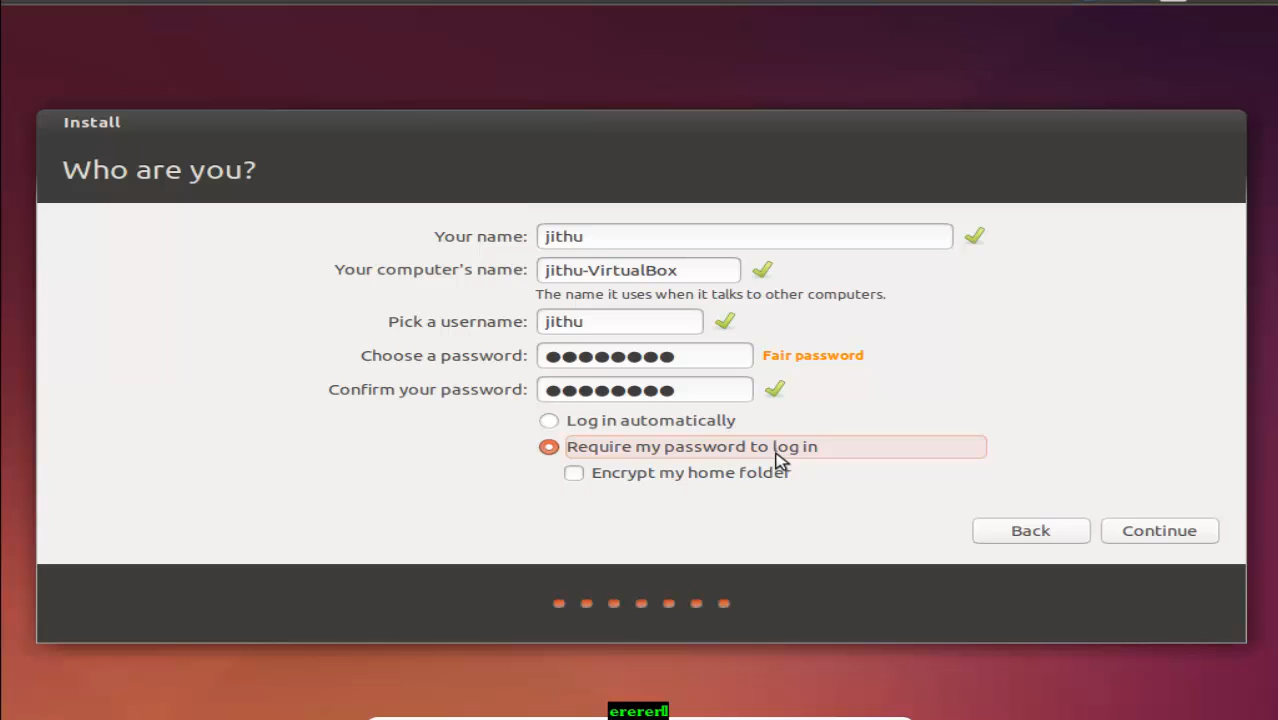 Install
Who are you?
Your name: jithu
Your computer's name: jithu-VirtualBox
The name it uses when it talks to other computers.
Pick a username: jithu
Choose a password: ●●●●●●●● Fair password
Confirm your password: ●●●●●●●●
Log in automatically
Require my password to log in
Encrypt my home folder
Back Continue